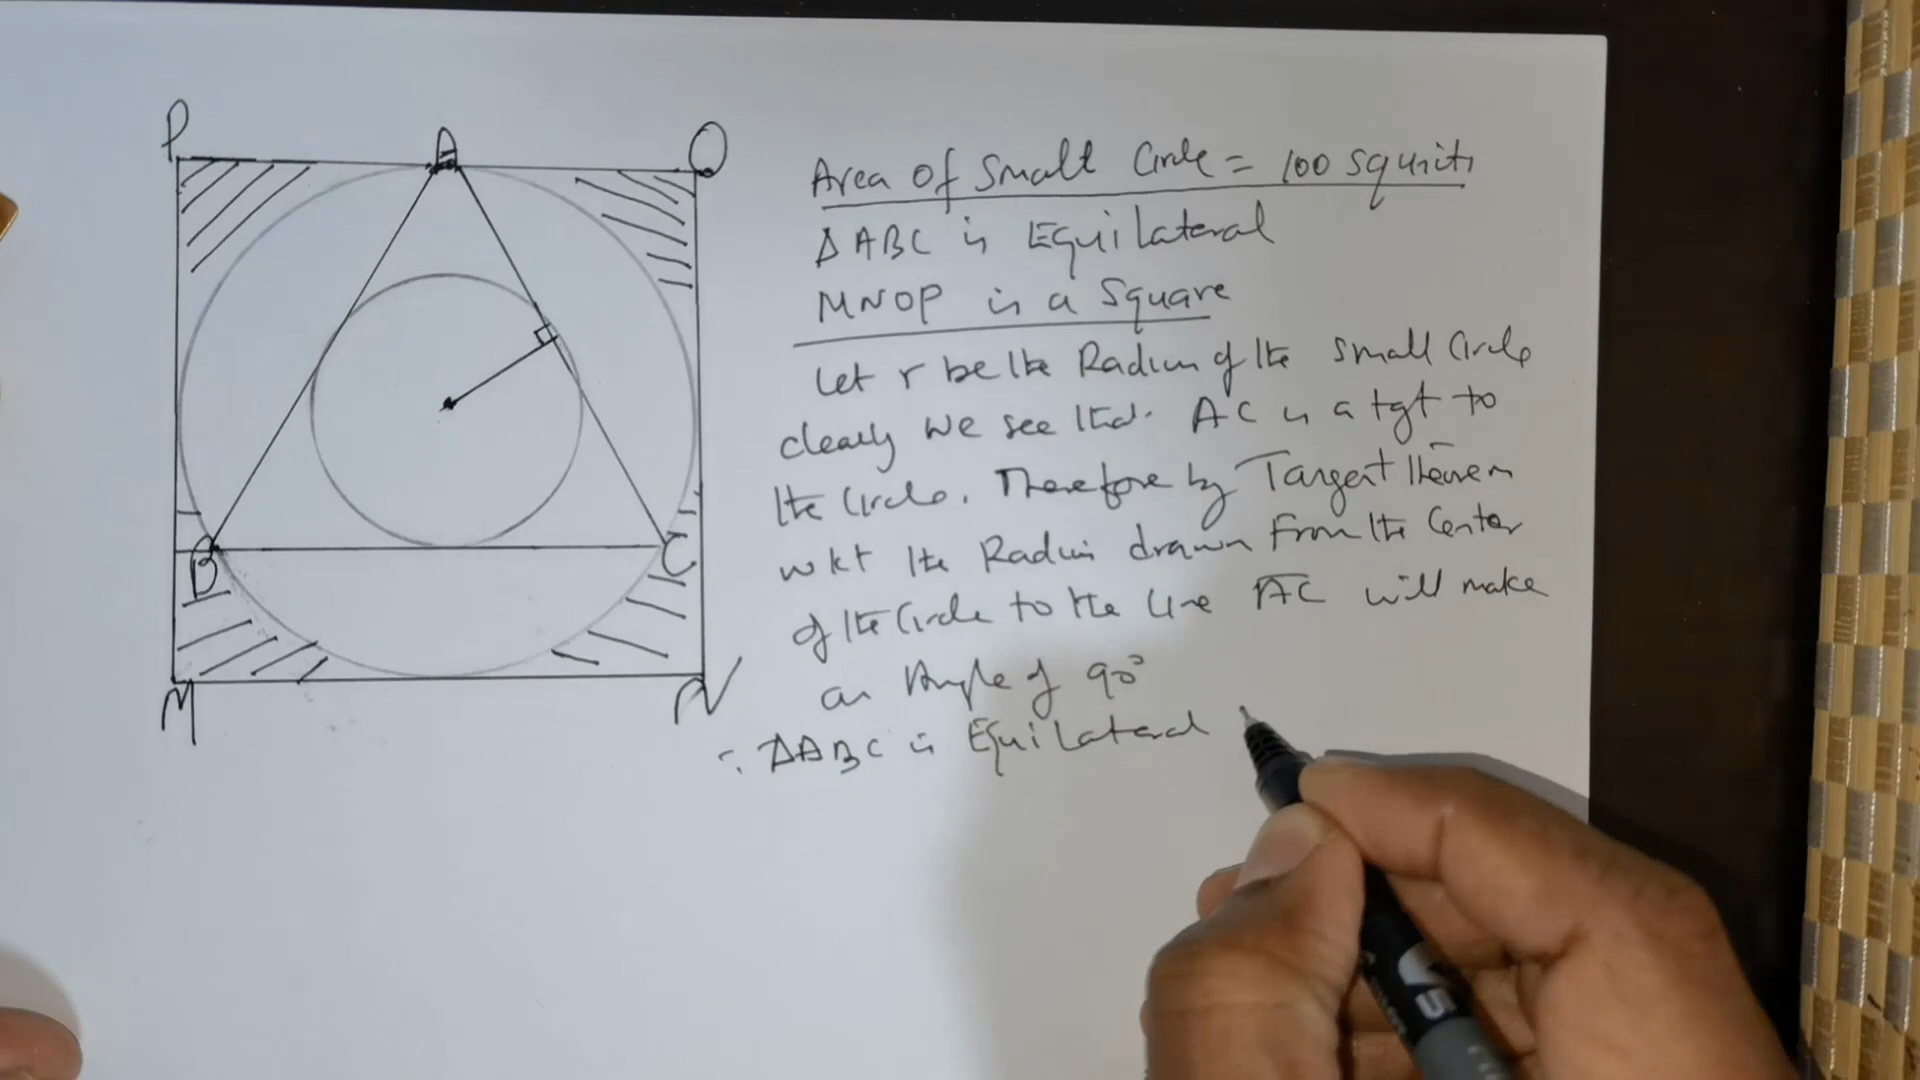 P
A
O
B
C
M
N
Area of Small Circle = 100 squnits
Δ ABC is Equilateral
MNOP is a Square
Let r be the Radius of the small Circle
clearly we see that AC is a tgt to
the Circle. Therefore by Tangent theorem
wkt the Radius drawn From the Center
of the Circle to the Line AC will make
an Angle of 90°
∴ ΔABC is Equilateral
V5